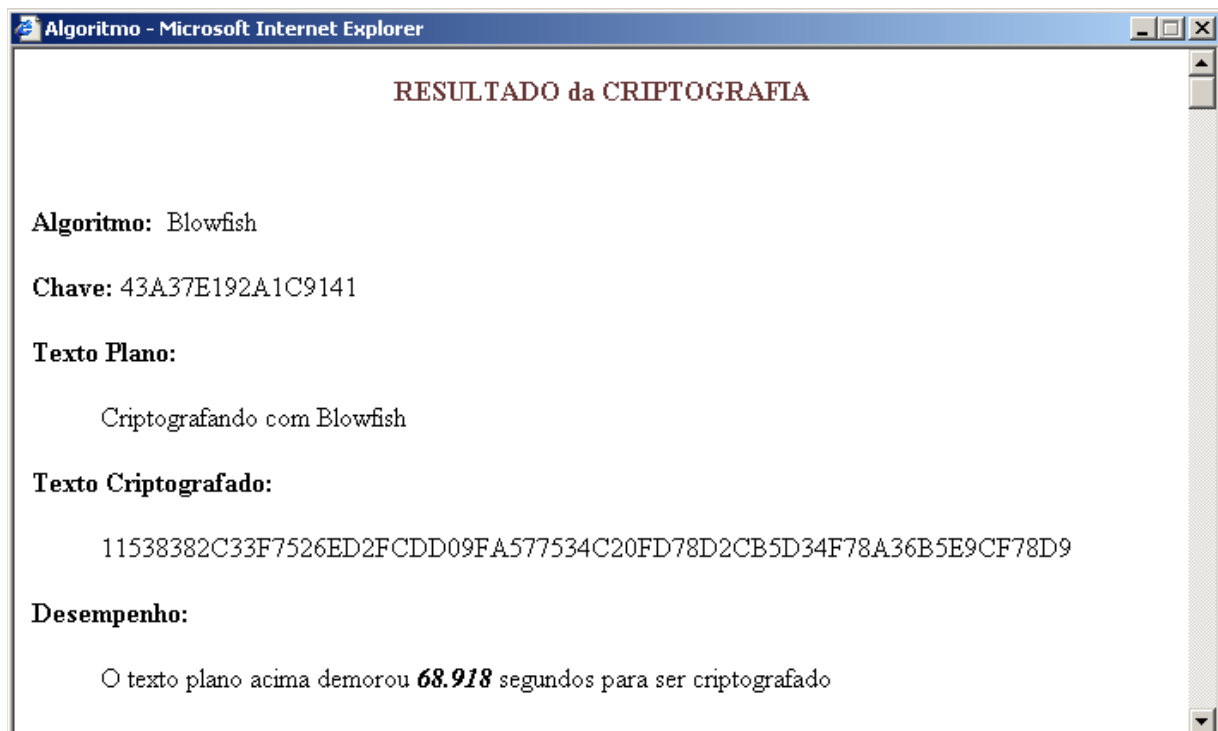 Algoritmo - Microsoft Internet Explorer
RESULTADO da CRIPTOGRAFIA
Algoritmo: Blowfish
Chave: 43A37E192A1C9141
Texto Plano:
Criptografando com Blowfish
Texto Criptografado:
11538382C33F7526ED2FCDD09FA577534C20FD78D2CB5D34F78A36B5E9CF78D9
Desempenho:
O texto plano acima demorou 68.918 segundos para ser criptografado